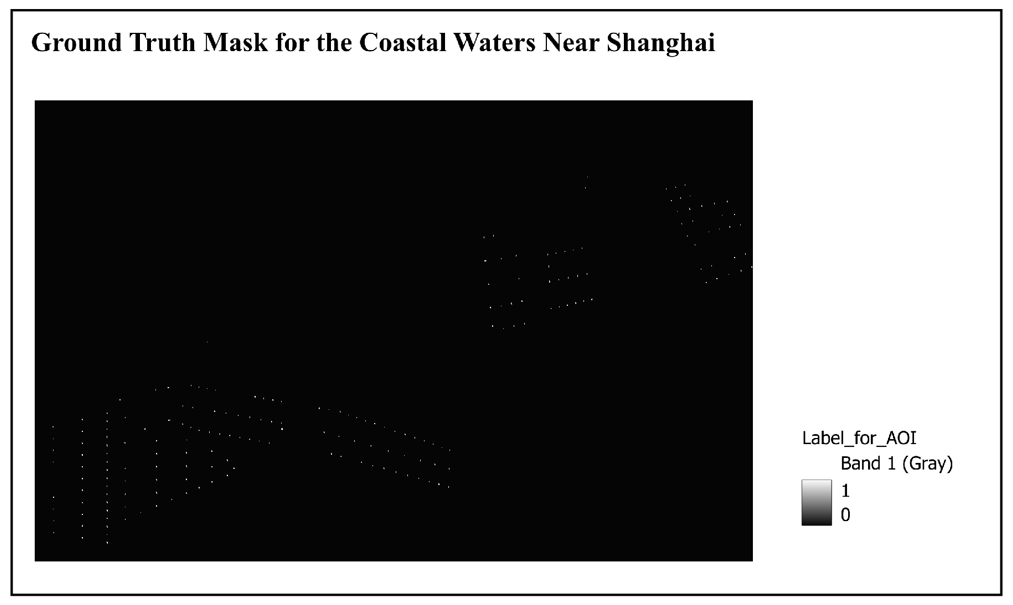 Ground Truth Mask for the Coastal Waters Near Shanghai
Label_for_AOI
Band 1 (Gray)
1
0